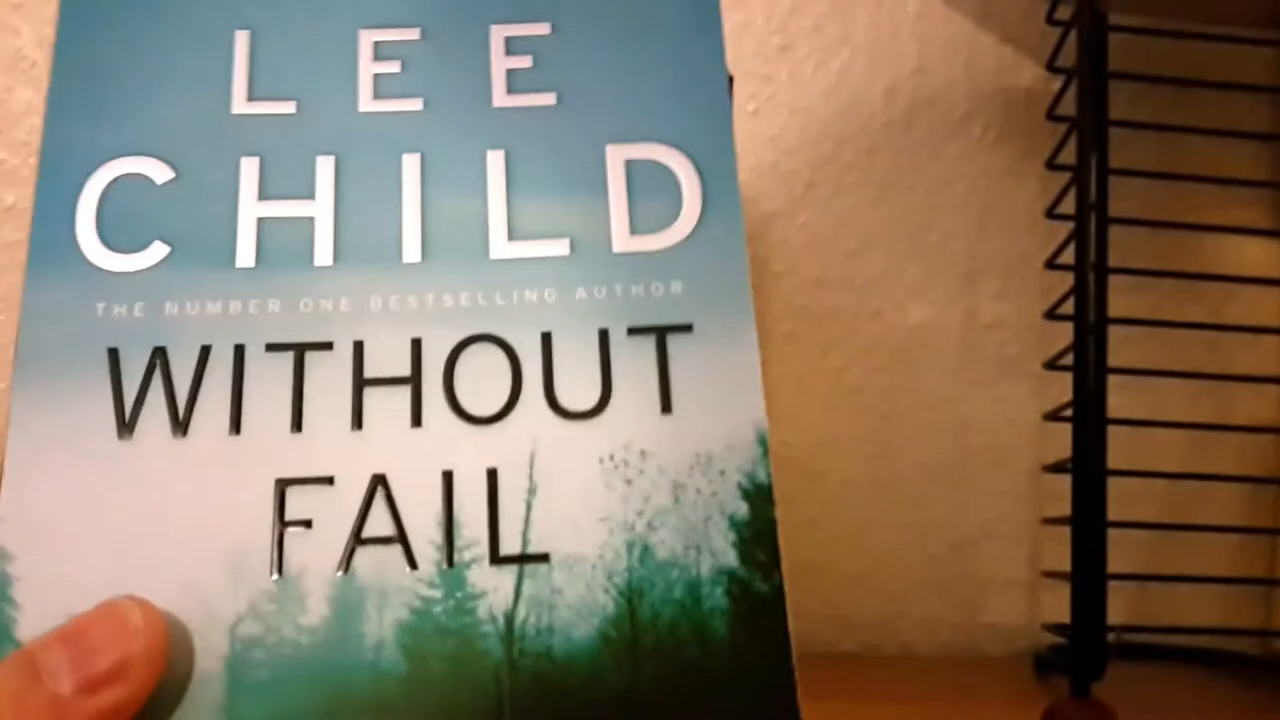 LEE
CHILD
THE NUMBER ONE BESTSELLING AUTHOR
WITHOUT
FAIL